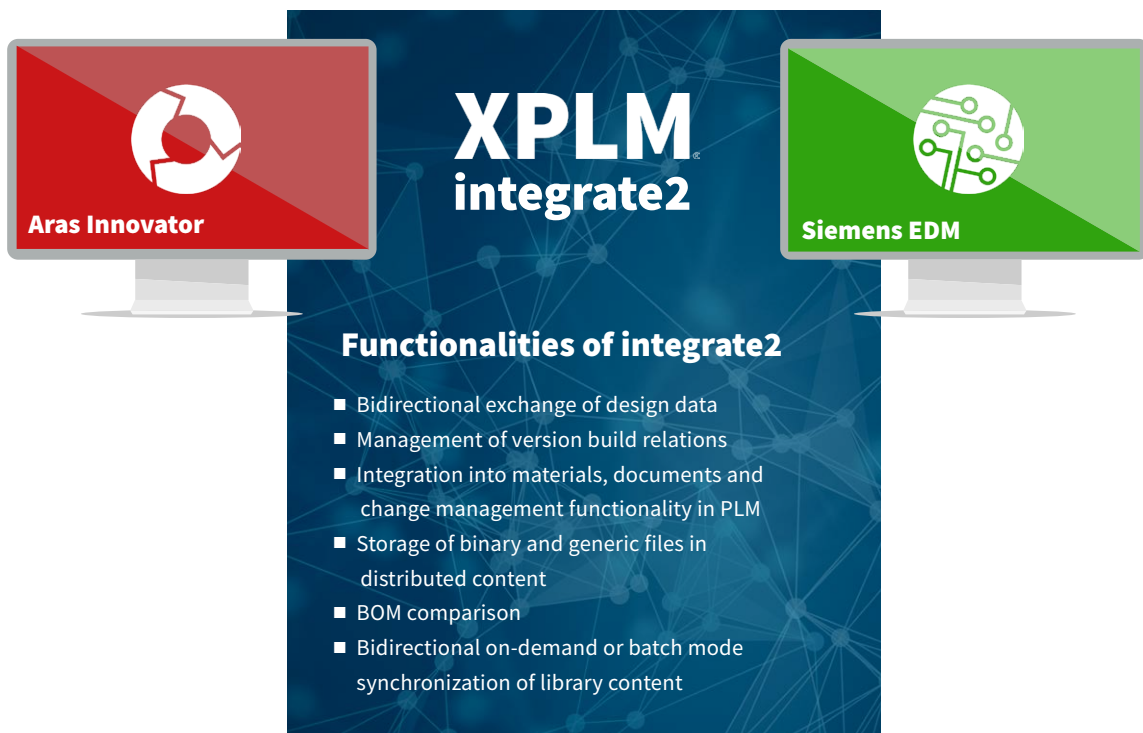 XPLM®
integrate2
Aras Innovator
Siemens EDM
Functionalities of integrate2
■ Bidirectional exchange of design data
■ Management of version build relations
■ Integration into materials, documents and
change management functionality in PLM
■ Storage of binary and generic files in
distributed content
■ BOM comparison
■ Bidirectional on-demand or batch mode
synchronization of library content